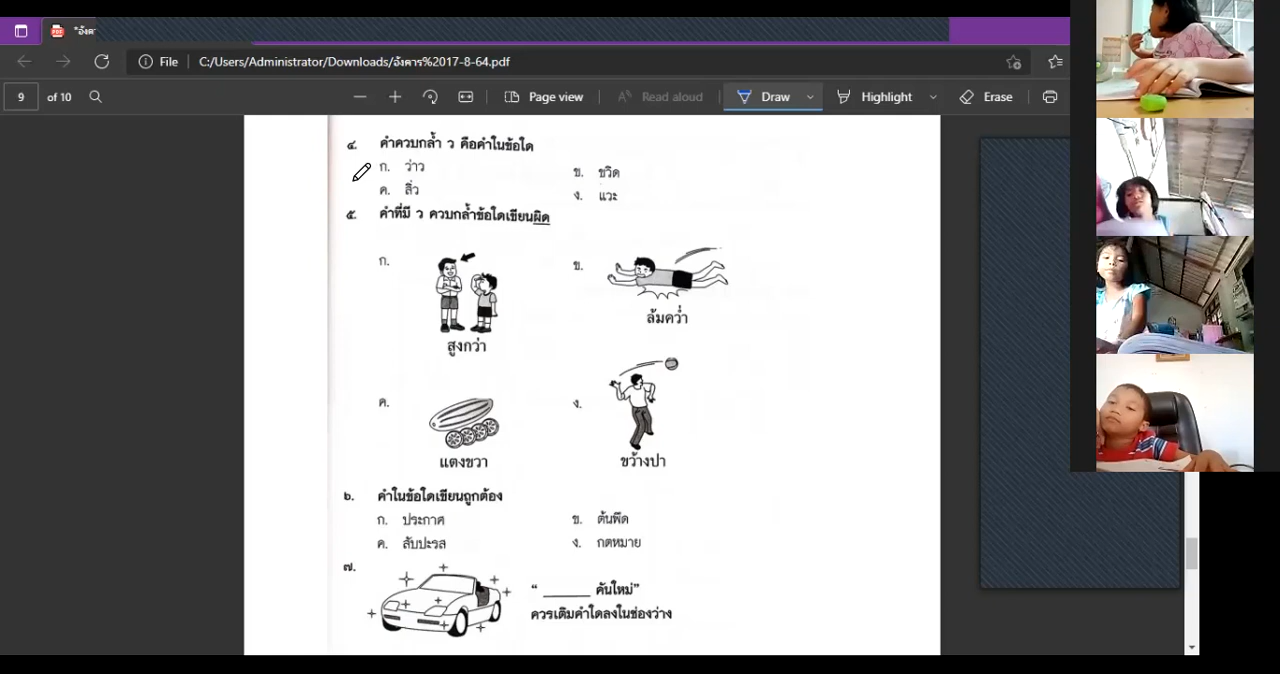 *อังคา
File C:/Users/Administrator/Downloads/อังคาร%2017-8-64.pdf
9 of 10 Page view Read aloud Draw Highlight Erase
๔. คำควบกล้ำ ว คือคำในข้อใด
ก. ว่าว ข. ขวิด
ค. สิ่ว ง. แวะ
๕. คำที่มี ว ควบกล้ำข้อใดเขียนผิด
ก. ข.
สูงกว่า ล้มคว่ำ
ค. ง.
แตงขวา ขว้างปา
๖. คำในข้อใดเขียนถูกต้อง
ก. ประกาศ ข. ต้นพืด
ค. สับปะรส ง. กตหมาย
๗.
“ ______ คันใหม่”
ควรเติมคำใดลงในช่องว่าง